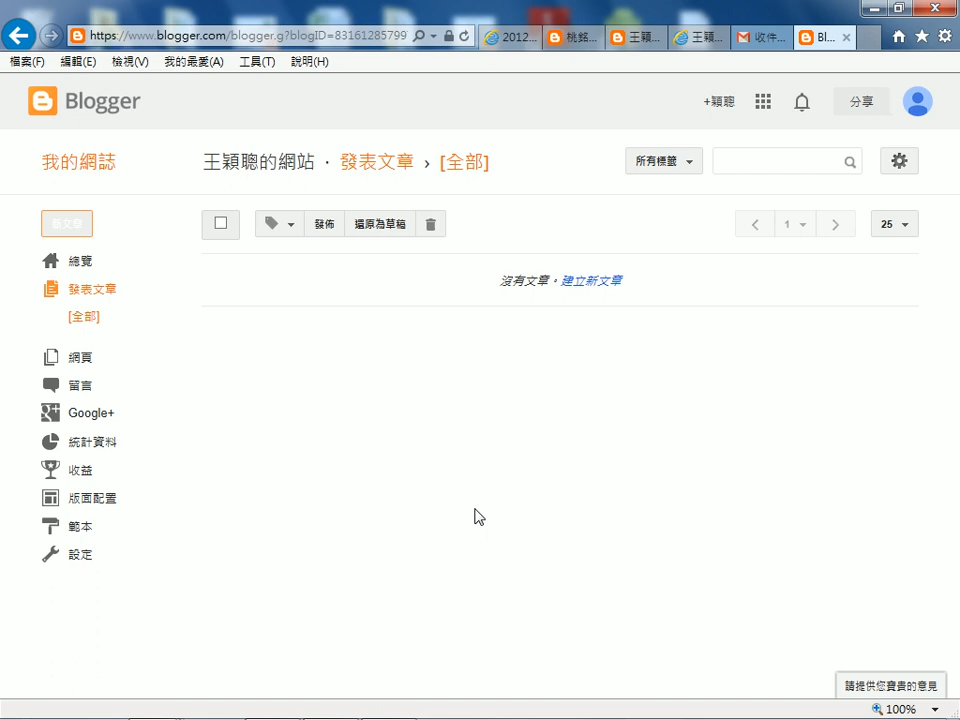 https://www.blogger.com/blogger.g?blogID=83161285799
2012...
桃銘...
王穎...
王穎...
收件...
Bl...
檔案(F) 編輯(E) 檢視(V) 我的最愛(A) 工具(T) 說明(H)
Blogger
+穎聰
分享
我的網誌
王穎聰的網站 · 發表文章 › [全部]
所有標籤
新文章
發佈
還原為草稿
1
25
總覽
發表文章
[全部]
沒有文章。建立新文章
網頁
留言
Google+
統計資料
收益
版面配置
範本
設定
請提供您寶貴的意見
100%